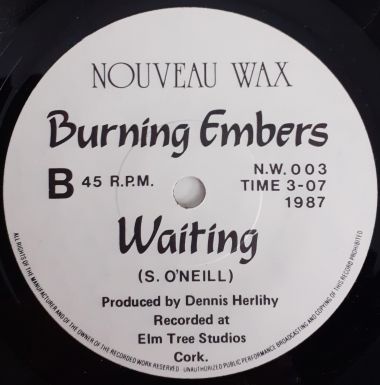 NOUVEAU WAX
Burning Embers
B 45 R.P.M.
N.W. 003
TIME 3-07
1987
Waiting
(S. O'NEILL)
Produced by Dennis Herlihy
Recorded at
Elm Tree Studios
Cork.
ALL RIGHTS OF THE MANUFACTURER AND OF THE OWNER OF THE RECORDED WORK RESERVED UNAUTHORIZED PUBLIC PERFORMANCE BROADCASTING AND COPYING OF THIS RECORD PROHIBITED